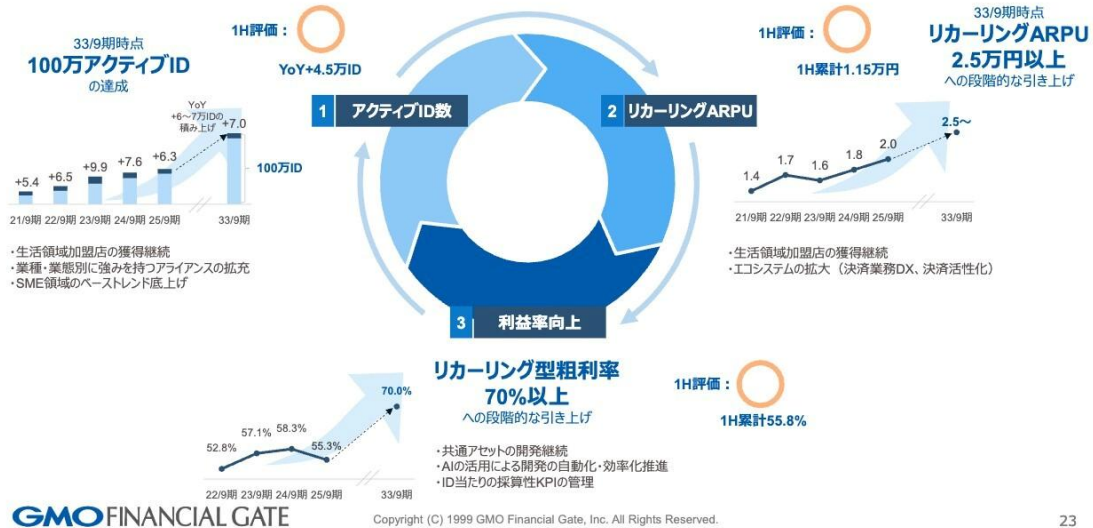 33/9期時点
100万アクティブID
の達成
1H評価：
YoY+4.5万ID
YoY
+6～7万IDの
積み上げ
+5.4
+6.5
+9.9
+7.6
+6.3
+7.0
100万ID
21/9期 22/9期 23/9期 24/9期 25/9期 33/9期
・生活領域加盟店の獲得継続
・業種・業態別に強みを持つアライアンスの拡充
・SME領域のベーストレンド底上げ
1 アクティブID数
2 リカーリングARPU
3 利益率向上
1H評価：
1H累計1.15万円
33/9期時点
リカーリングARPU
2.5万円以上
への段階的な引き上げ
1.4
1.7
1.6
1.8
2.0
2.5～
21/9期 22/9期 23/9期 24/9期 25/9期 33/9期
・生活領域加盟店の獲得継続
・エコシステムの拡大（決済業務DX、決済活性化）
リカーリング型粗利率
70%以上
への段階的な引き上げ
1H評価：
1H累計55.8%
52.8%
57.1%
58.3%
55.3%
70.0%
22/9期 23/9期 24/9期 25/9期 33/9期
・共通アセットの開発継続
・AIの活用による開発の自動化・効率化推進
・ID当たりの採算性KPIの管理
GMO FINANCIAL GATE
Copyright (C) 1999 GMO Financial Gate, Inc. All Rights Reserved.
23